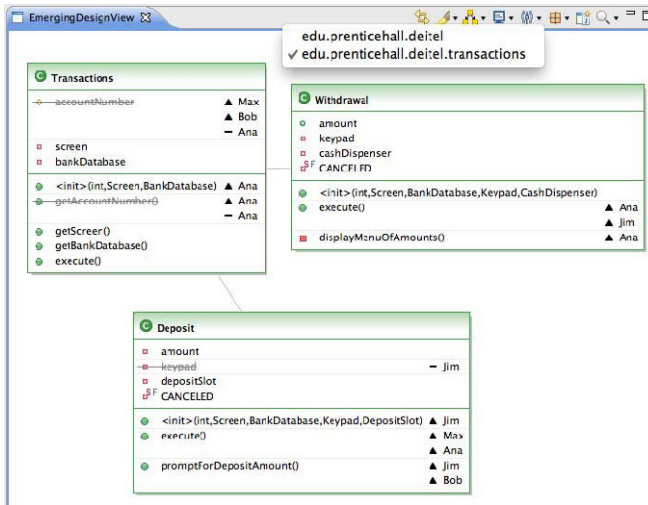 EmergingDesignView
edu.prenticehall.deitel
✓ edu.prenticehall.deitel.transactions
C Transactions
accountNumber ▲ Max
▲ Bob
− Ana
screen
bankDatabase
<init>(int,Screen,BankDatabase) ▲ Ana
getAccountNumber() ▲ Ana
− Ana
getScreer()
getBankDatabase()
execute()
C Withdrawal
amount
keypad
cashDispenser
SF CANCELED
<init>(int,Screen,BankDatabase,Keypad,CashDispenser)
execute() ▲ Ana
▲ Jim
displayMenuOfAmounts() ▲ Ana
C Deposit
amount
keypad − Jim
depositSlot
SF CANCELED
<init>(int,Screen,BankDatabase,Keypad,DepositSlot) ▲ Jim
execute() ▲ Max
▲ Ana
promptForDepositAmount() ▲ Jim
▲ Bob